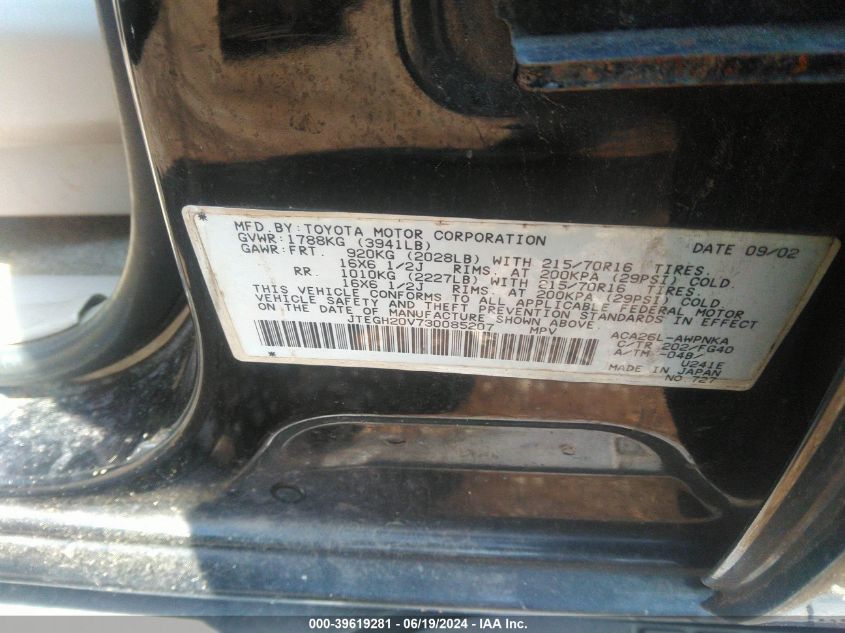 MFD.BY:TOYOTA MOTOR CORPORATION DATE 09/02
GVWR:1788KG (3941LB)
GAWR:FRT. 920KG (2028LB) WITH 215/70R16 TIRES.
16X6 1/2J RIMS. AT 200KPA (29PSI) COLD.
RR. 1010KG (2227LB) WITH 215/70R16 TIRES.
16X6 1/2J RIMS. AT 200KPA (29PSI) COLD.
THIS VEHICLE CONFORMS TO ALL APPLICABLE FEDERAL MOTOR
VEHICLE SAFETY AND THEFT PREVENTION STANDARDS IN EFFECT
ON THE DATE OF MANUFACTURE SHOWN ABOVE.
JTEGH20V730085207 MPV ACA26L-AWPNKA
C/TR 202/FG40
A/TM -04B/
U241E
MADE IN JAPAN
NO.727
000-39619281 - 06/19/2024 - IAA Inc.